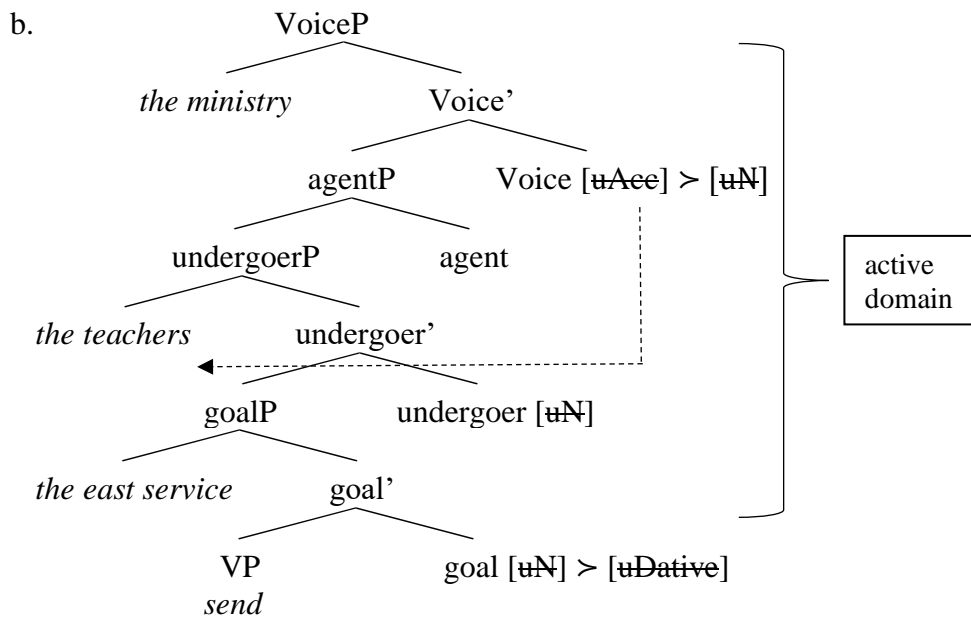 b.
VoiceP
the ministry
Voice’
agentP
Voice [uAcc] ≻ [uN]
undergoerP
agent
active
domain
the teachers
undergoer’
goalP
undergoer [uN]
the east service
goal’
VP
goal [uN] ≻ [uDative]
send